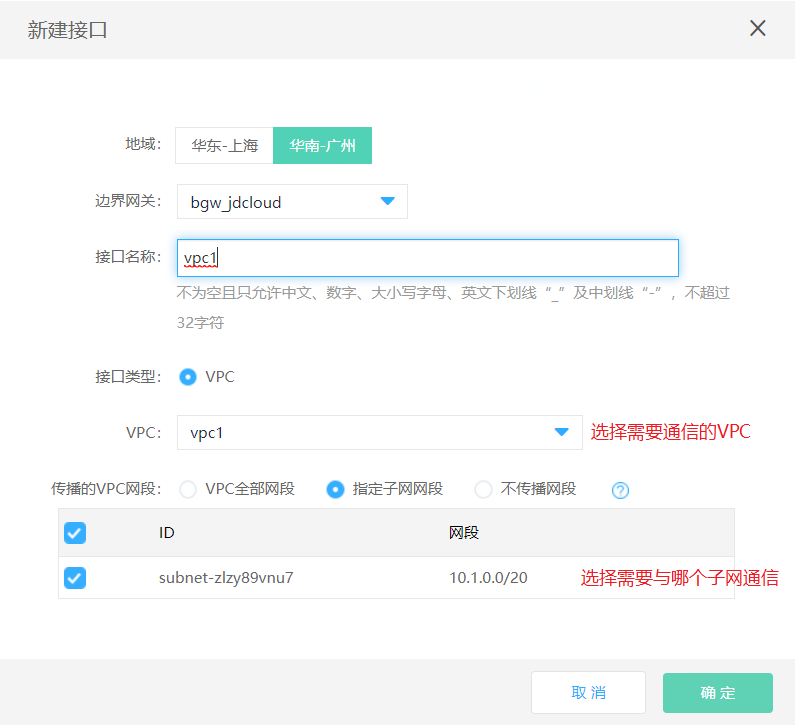 新建接口
地域： 华东-上海 华南-广州
边界网关： bgw_jdcloud
接口名称： vpc1
不为空且只允许中文、数字、大小写字母、英文下划线“_”及中划线“-”，不超过
32字符
接口类型： VPC
VPC： vpc1 选择需要通信的VPC
传播的VPC网段： VPC全部网段 指定子网网段 不传播网段 ?
ID 网段
subnet-zlzy89vnu7 10.1.0.0/20 选择需要与哪个子网通信
取消 确定